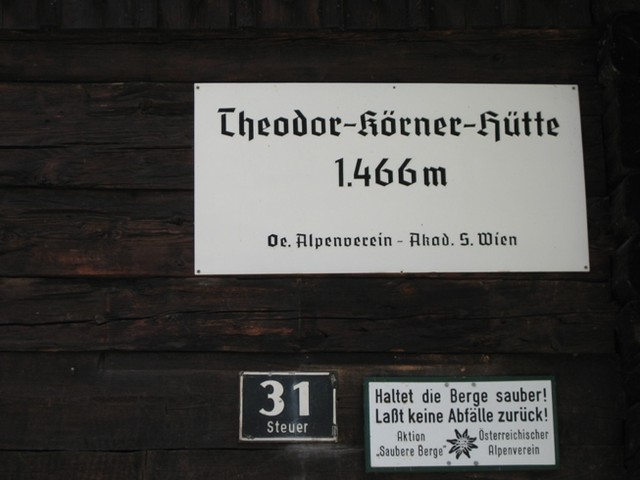 Theodor-Körner-Hütte
1.466m
Oe. Alpenverein - Akad. S. Wien
31
Steuer
Haltet die Berge sauber!
Laßt keine Abfälle zurück!
Aktion
„Saubere Berge"
Österreichischer
Alpenverein